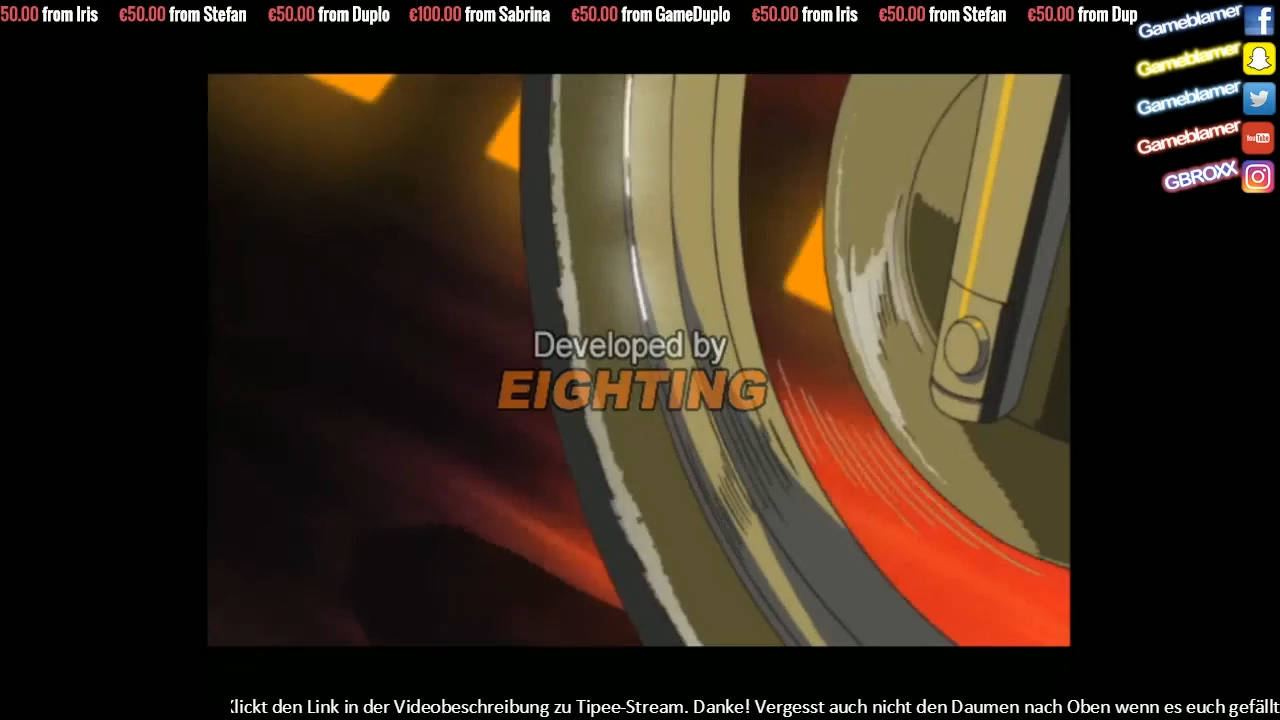 50.00 from Iris €50.00 from Stefan €50.00 from Duplo €100.00 from Sabrina €50.00 from GameDuplo €50.00 from Iris €50.00 from Stefan €50.00 from Dup
Gameblamer
Gameblamer
Gameblamer
Gameblamer YouTube
GBROXX
Developed by
EIGHTING
Klickt den Link in der Videobeschreibung zu Tipee-Stream. Danke! Vergesst auch nicht den Daumen nach Oben wenn es euch gefällt